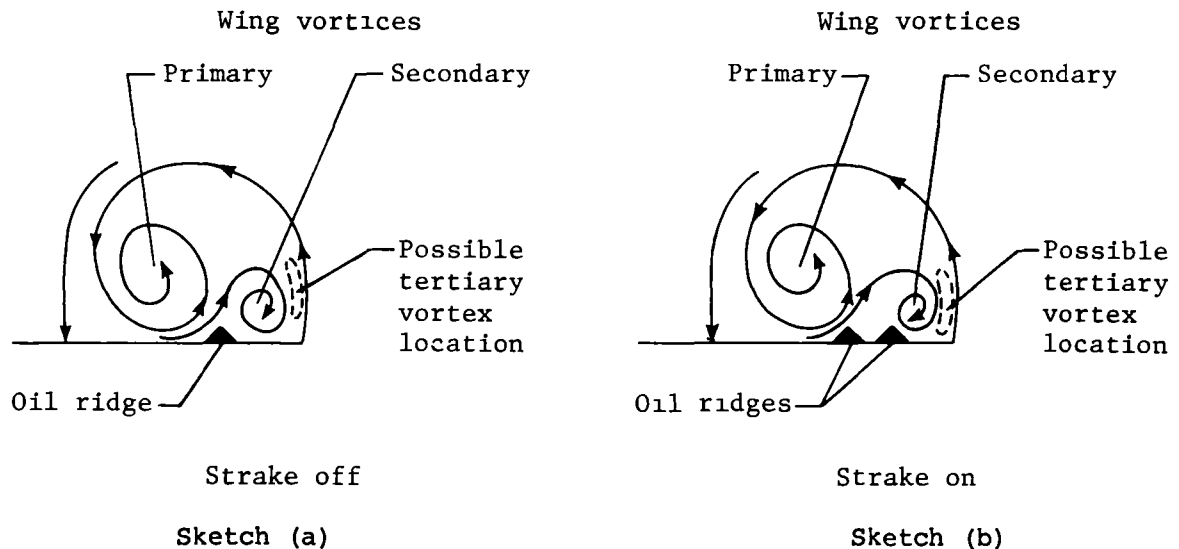 Wing vortices
Primary
Secondary
Possible
tertiary
vortex
location
Oil ridge
Strake off
Sketch (a)
Wing vortices
Primary
Secondary
Possible
tertiary
vortex
location
Oil ridges
Strake on
Sketch (b)